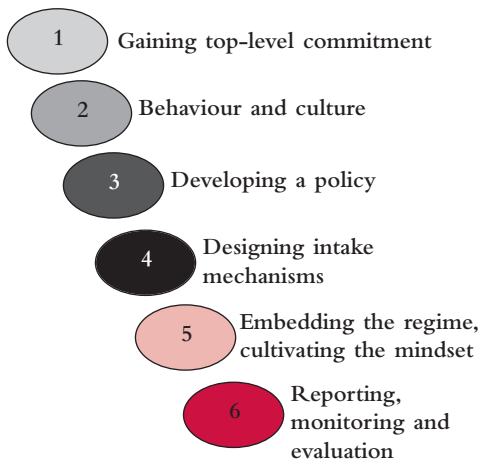 1 Gaining top-level commitment
2 Behaviour and culture
3 Developing a policy
4 Designing intake
mechanisms
5 Embedding the regime,
cultivating the mindset
6 Reporting,
monitoring and
evaluation